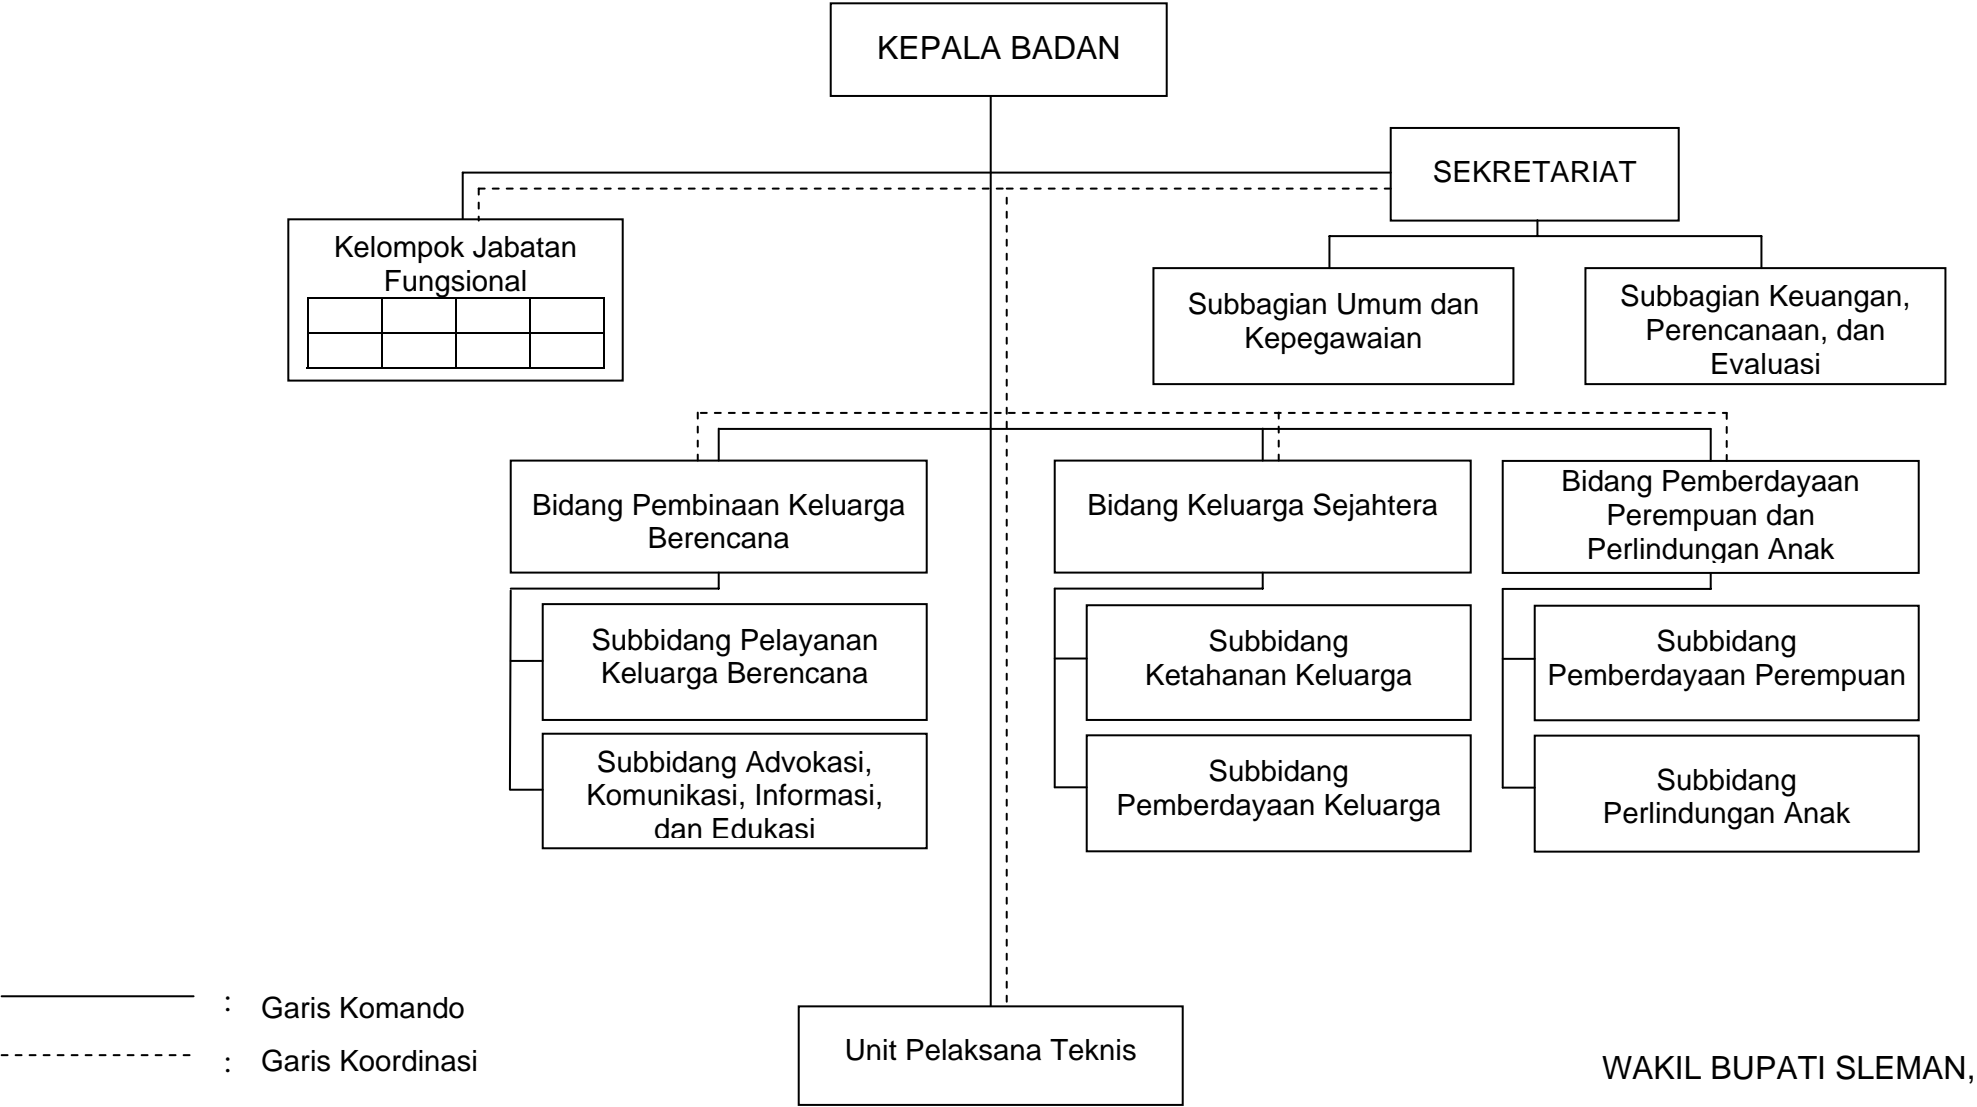 KEPALA BADAN
SEKRETARIAT
Kelompok Jabatan
Fungsional
Subbagian Umum dan
Kepegawaian
Subbagian Keuangan,
Perencanaan, dan
Evaluasi
Bidang Pembinaan Keluarga
Berencana
Bidang Keluarga Sejahtera
Bidang Pemberdayaan
Perempuan dan
Perlindungan Anak
Subbidang Pelayanan
Keluarga Berencana
Subbidang
Ketahanan Keluarga
Subbidang
Pemberdayaan Perempuan
Subbidang Advokasi,
Komunikasi, Informasi,
dan Edukasi
Subbidang
Pemberdayaan Keluarga
Subbidang
Perlindungan Anak
: Garis Komando
: Garis Koordinasi
Unit Pelaksana Teknis
WAKIL BUPATI SLEMAN,